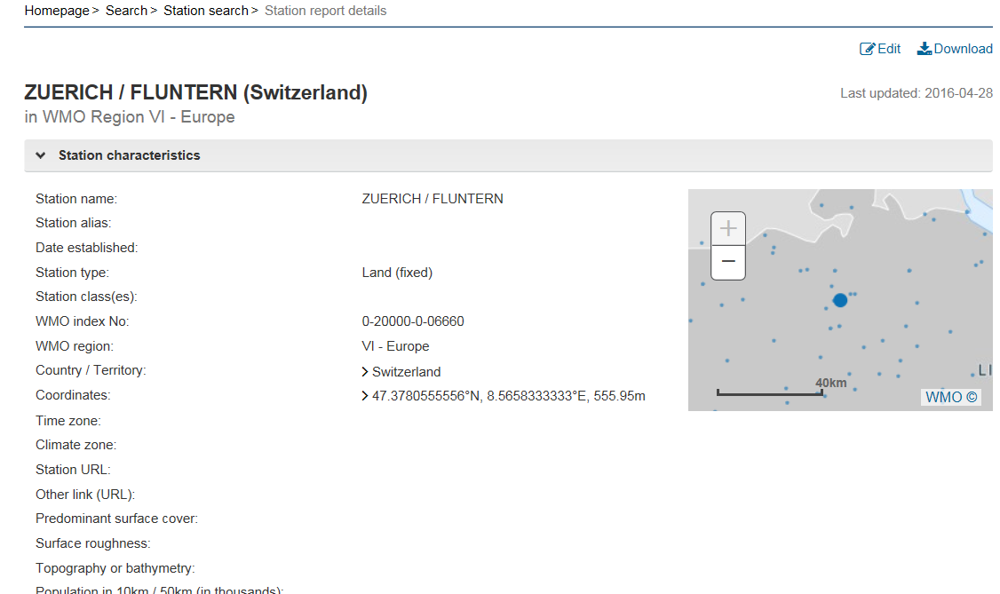 Homepage > Search > Station search > Station report details
Edit Download
ZUERICH / FLUNTERN (Switzerland)
Last updated: 2016-04-28
in WMO Region VI - Europe
Station characteristics
Station name: ZUERICH / FLUNTERN
Station alias:
Date established:
Station type: Land (fixed)
Station class(es):
WMO index No: 0-20000-0-06660
WMO region: VI - Europe
Country / Territory: Switzerland
Coordinates: 47.3780555556°N, 8.5658333333°E, 555.95m
Time zone:
Climate zone:
Station URL:
Other link (URL):
Predominant surface cover:
Surface roughness:
Topography or bathymetry:
Population in 10km / 50km (in thousands):
+
−
LI
40km
WMO ©